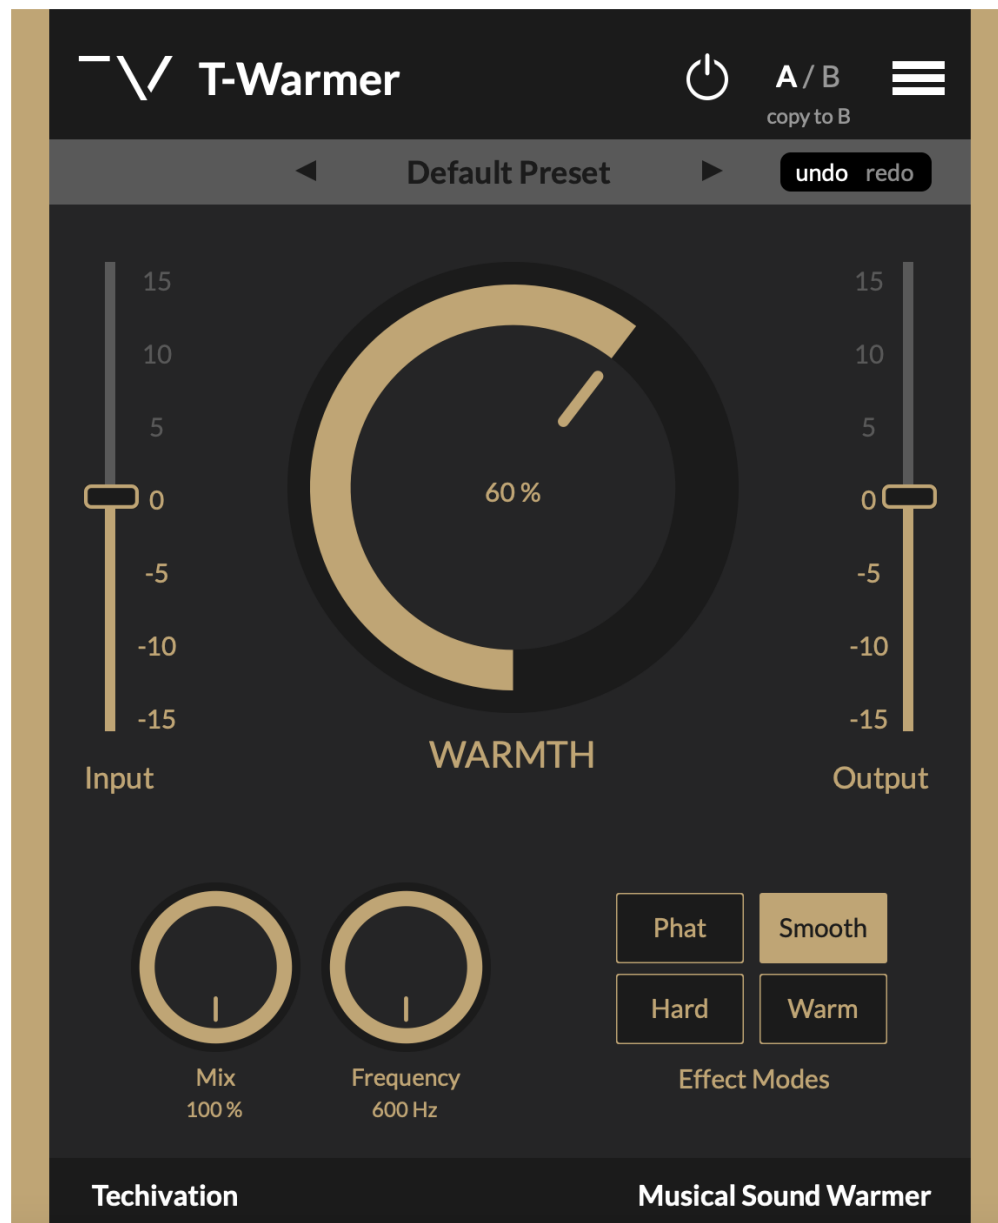 T-Warmer
A / B
copy to B
Default Preset
undo redo
15
10
5
0
-5
-10
-15
Input
60 %
WARMTH
15
10
5
0
-5
-10
-15
Output
Mix
100 %
Frequency
600 Hz
Phat
Smooth
Hard
Warm
Effect Modes
Techivation
Musical Sound Warmer